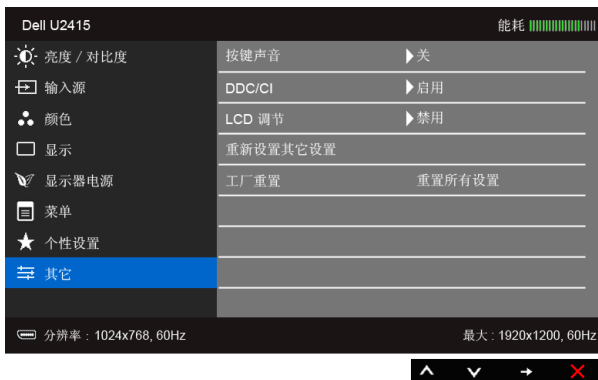 Dell U2415 能耗
亮度 / 对比度 按键声音 关
输入源 DDC/CI 启用
颜色 LCD 调节 禁用
显示 重新设置其它设置
显示器电源 工厂重置 重置所有设置
菜单
个性设置
其它
分辨率 : 1024x768, 60Hz 最大 : 1920x1200, 60Hz